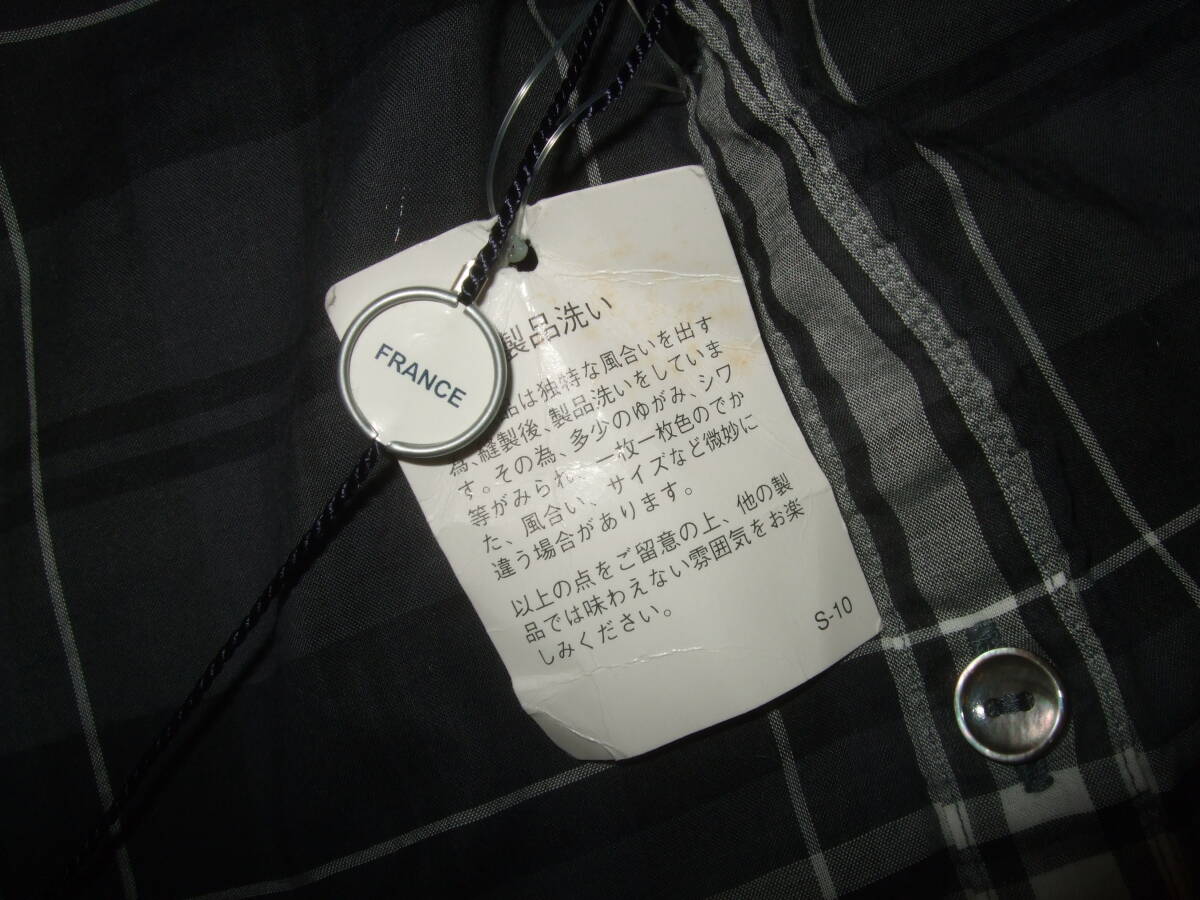 製品洗い
FRANCE
品は独特な風合いを出す
為、縫製後、製品洗いをしていま
す。その為、多少のゆがみ、シワ
等がみられ、一枚一枚色のでか
た、風合い、サイズなど微妙に
違う場合があります。
以上の点をご留意の上、他の製
品では味わえない雰囲気をお楽
しみください。
S-10